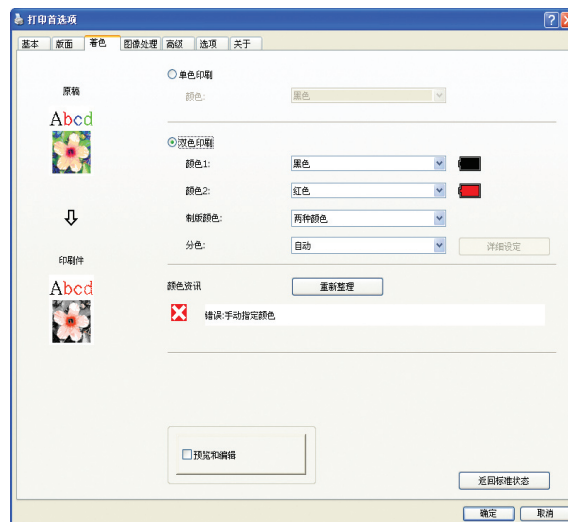 打印首选项
基本 版面 着色 图像处理 高级 选项 关于
原稿
Abcd
印刷件
Abcd
单色印刷
颜色: 黑色
双色印刷
颜色1: 黑色
颜色2: 红色
制版颜色: 两种颜色
分色: 自动 详细设定
颜色资讯 重新整理
错误:手动指定颜色
预览和编辑
返回标准状态
确定 取消